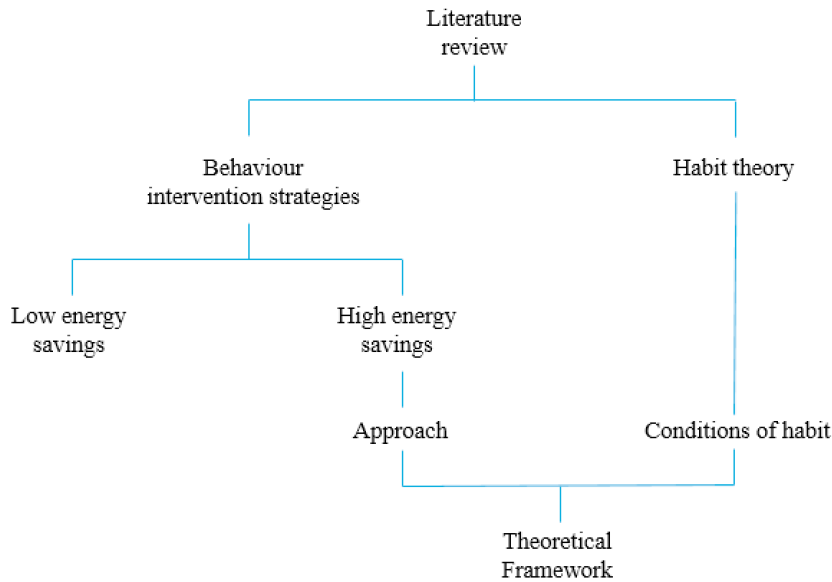 Literature
review
Behaviour
intervention strategies
Habit theory
Low energy
savings
High energy
savings
Approach
Conditions of habit
Theoretical
Framework